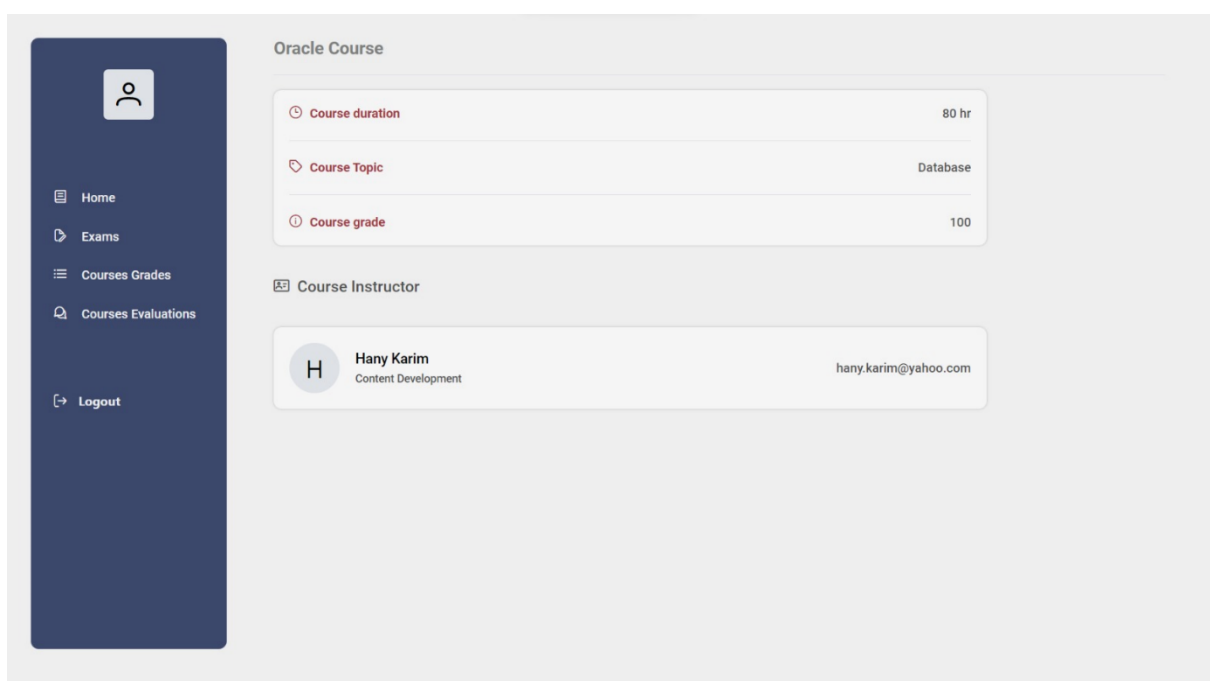 Home
Exams
Courses Grades
Courses Evaluations
Logout
Oracle Course
Course duration 80 hr
Course Topic Database
Course grade 100
Course Instructor
H
Hany Karim
Content Development
hany.karim@yahoo.com